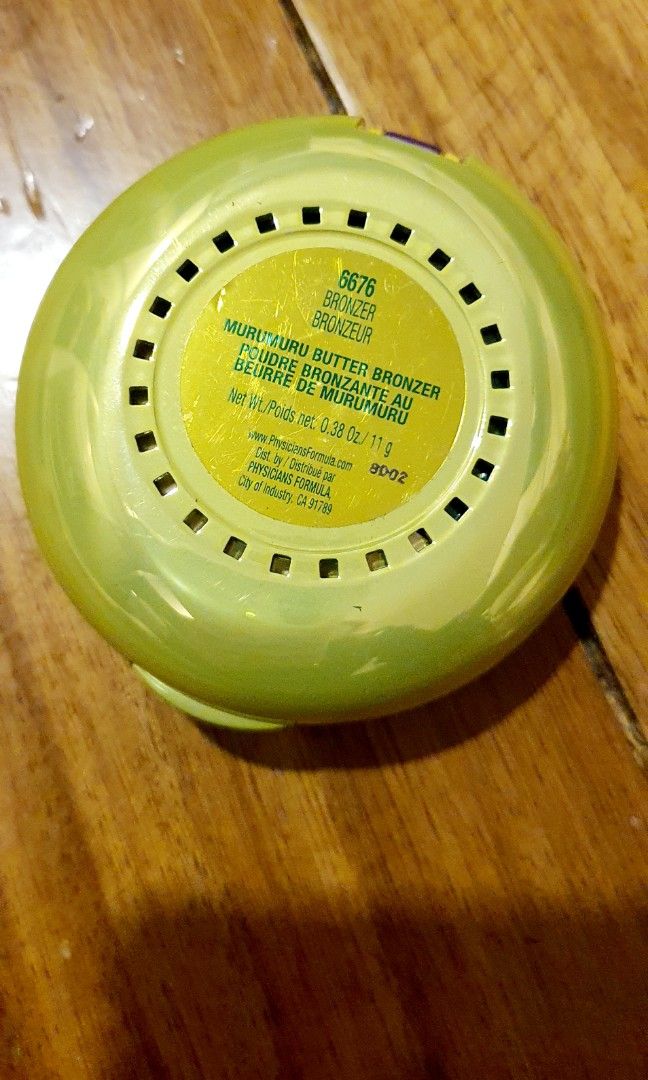 6676
BRONZER
BRONZEUR
MURUMURU BUTTER BRONZER
POUDRE BRONZANTE AU
BEURRE DE MURUMURU
Net Wt./Poids net: 0.38 Oz./ 11 g
www.PhysiciansFormula.com
Dist. by / Distribué par
PHYSICIANS FORMULA,
City of Industry, CA 91789